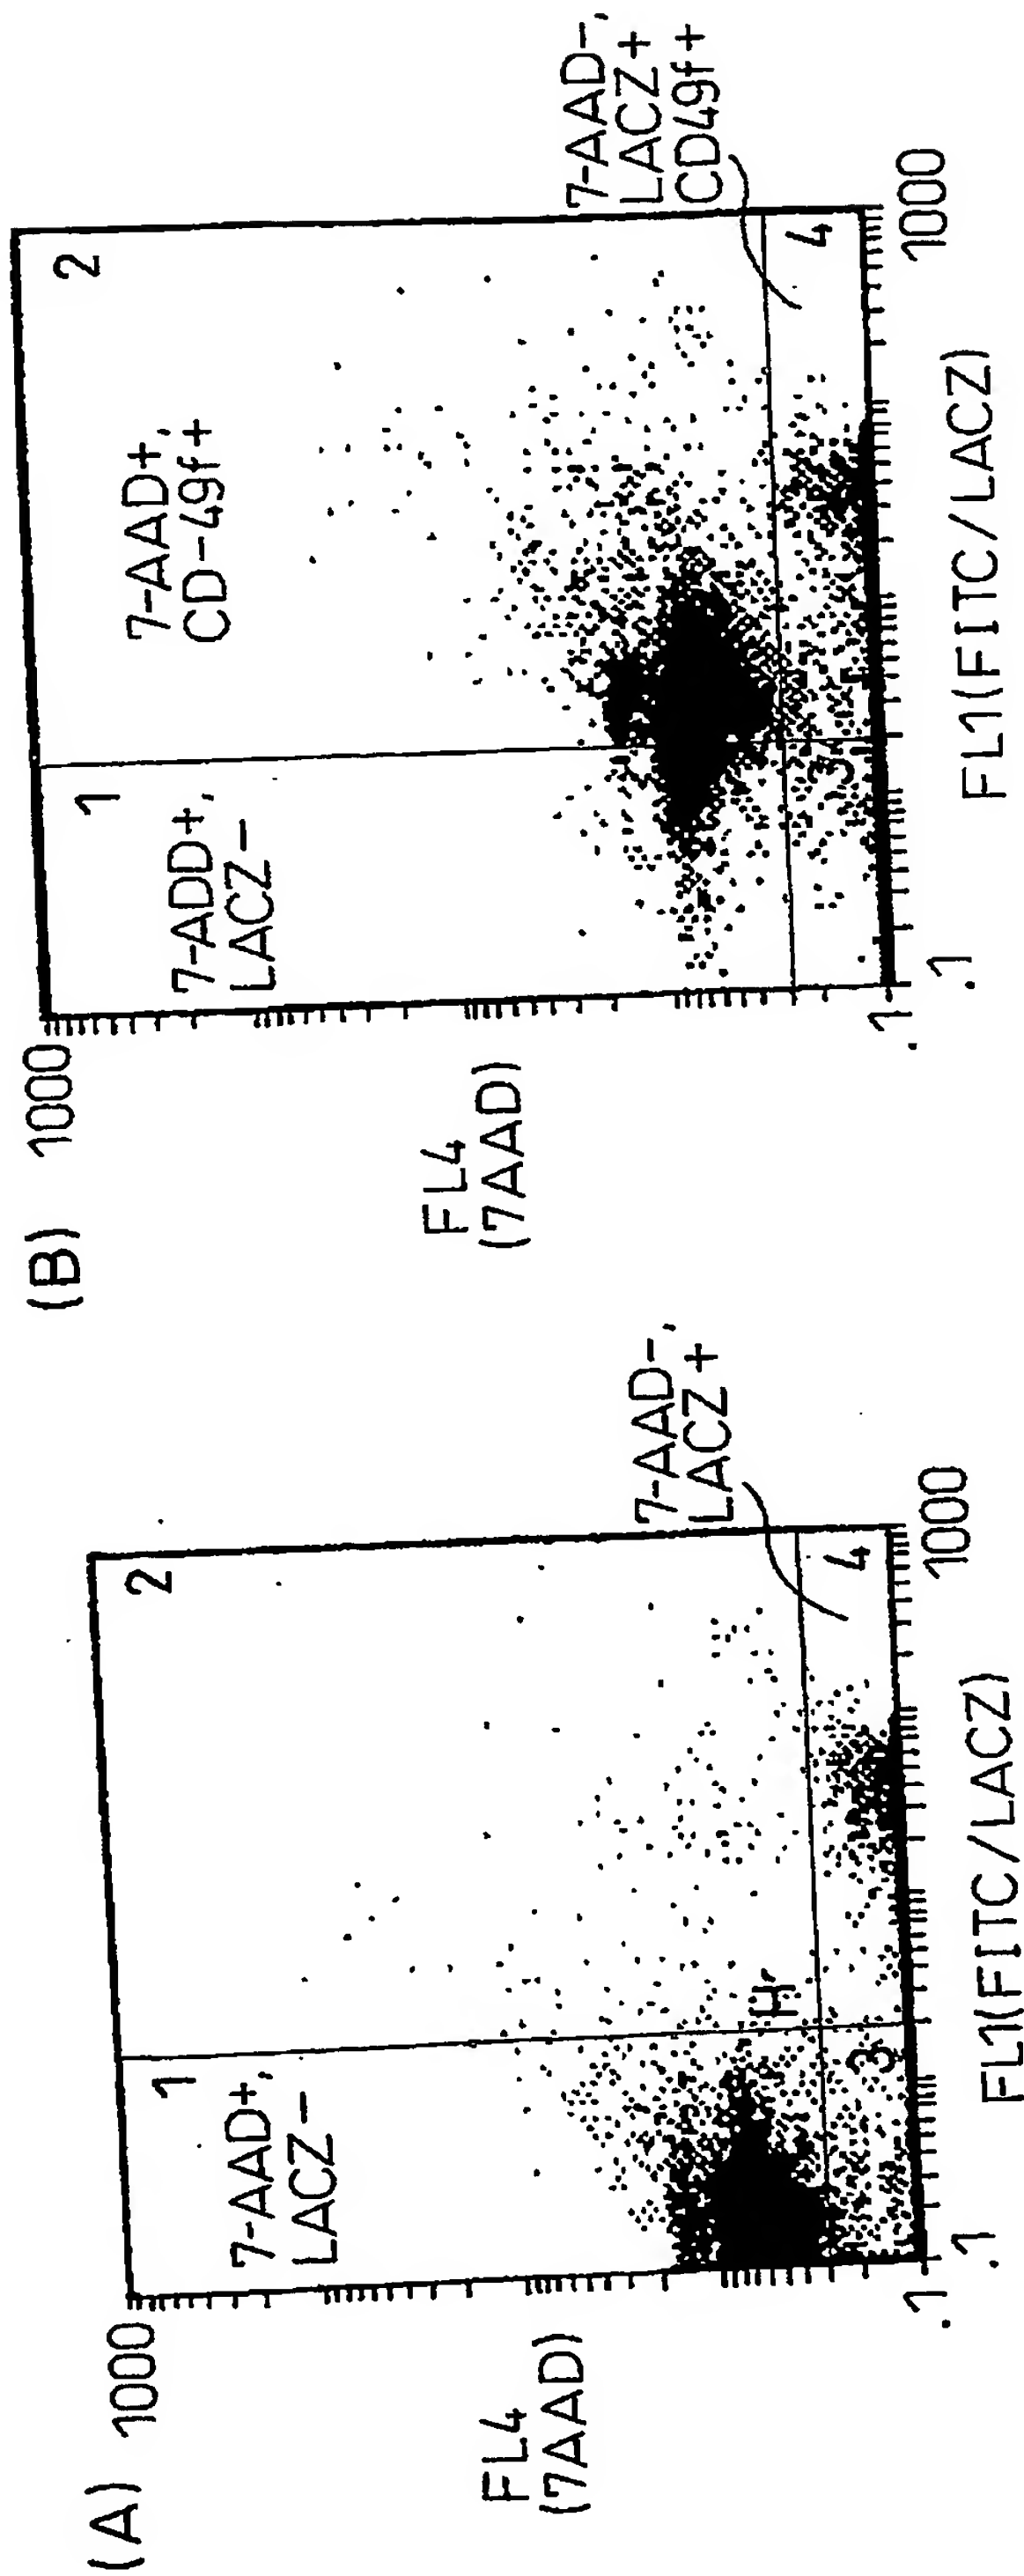 (A)
1000
FL4
(7AAD)
.1
1
7-AAD+,
LACZ-
2
H
3
4
7-AAD-,
LACZ+
.1
1000
FL1(FITC/LACZ)
(B)
1000
FL4
(7AAD)
.1
1
7-ADD+,
LACZ-
2
7-AAD+,
CD-49f+
3
4
7-AAD-,
LACZ+
CD49f+
.1
1000
FL1(FITC/LACZ)